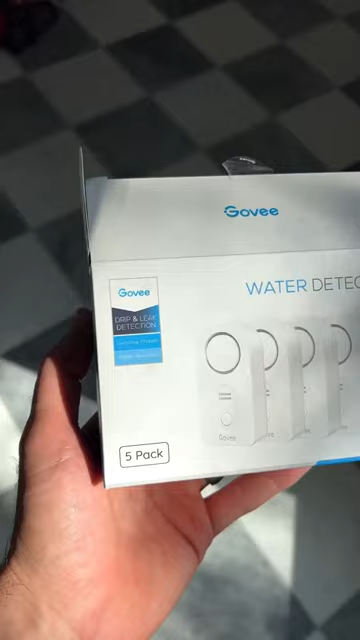 Govee
WATER DETEC
Govee
DRIP & LEAK
DETECTION
Govee
5 Pack